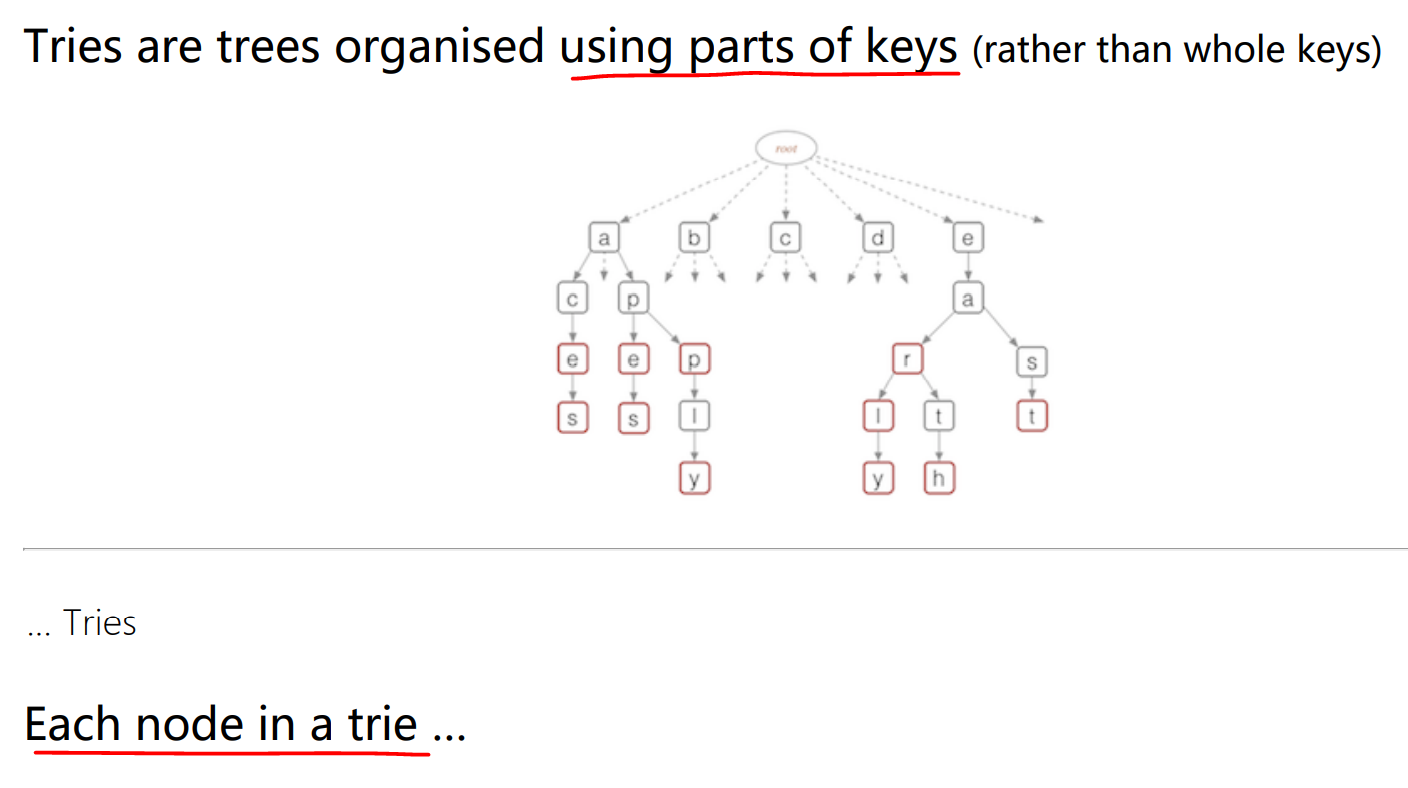 Tries are trees organised using parts of keys (rather than whole keys)
root
a b c d e
c p a
e e p r s
s s l l t t
y y h
... Tries
Each node in a trie ...